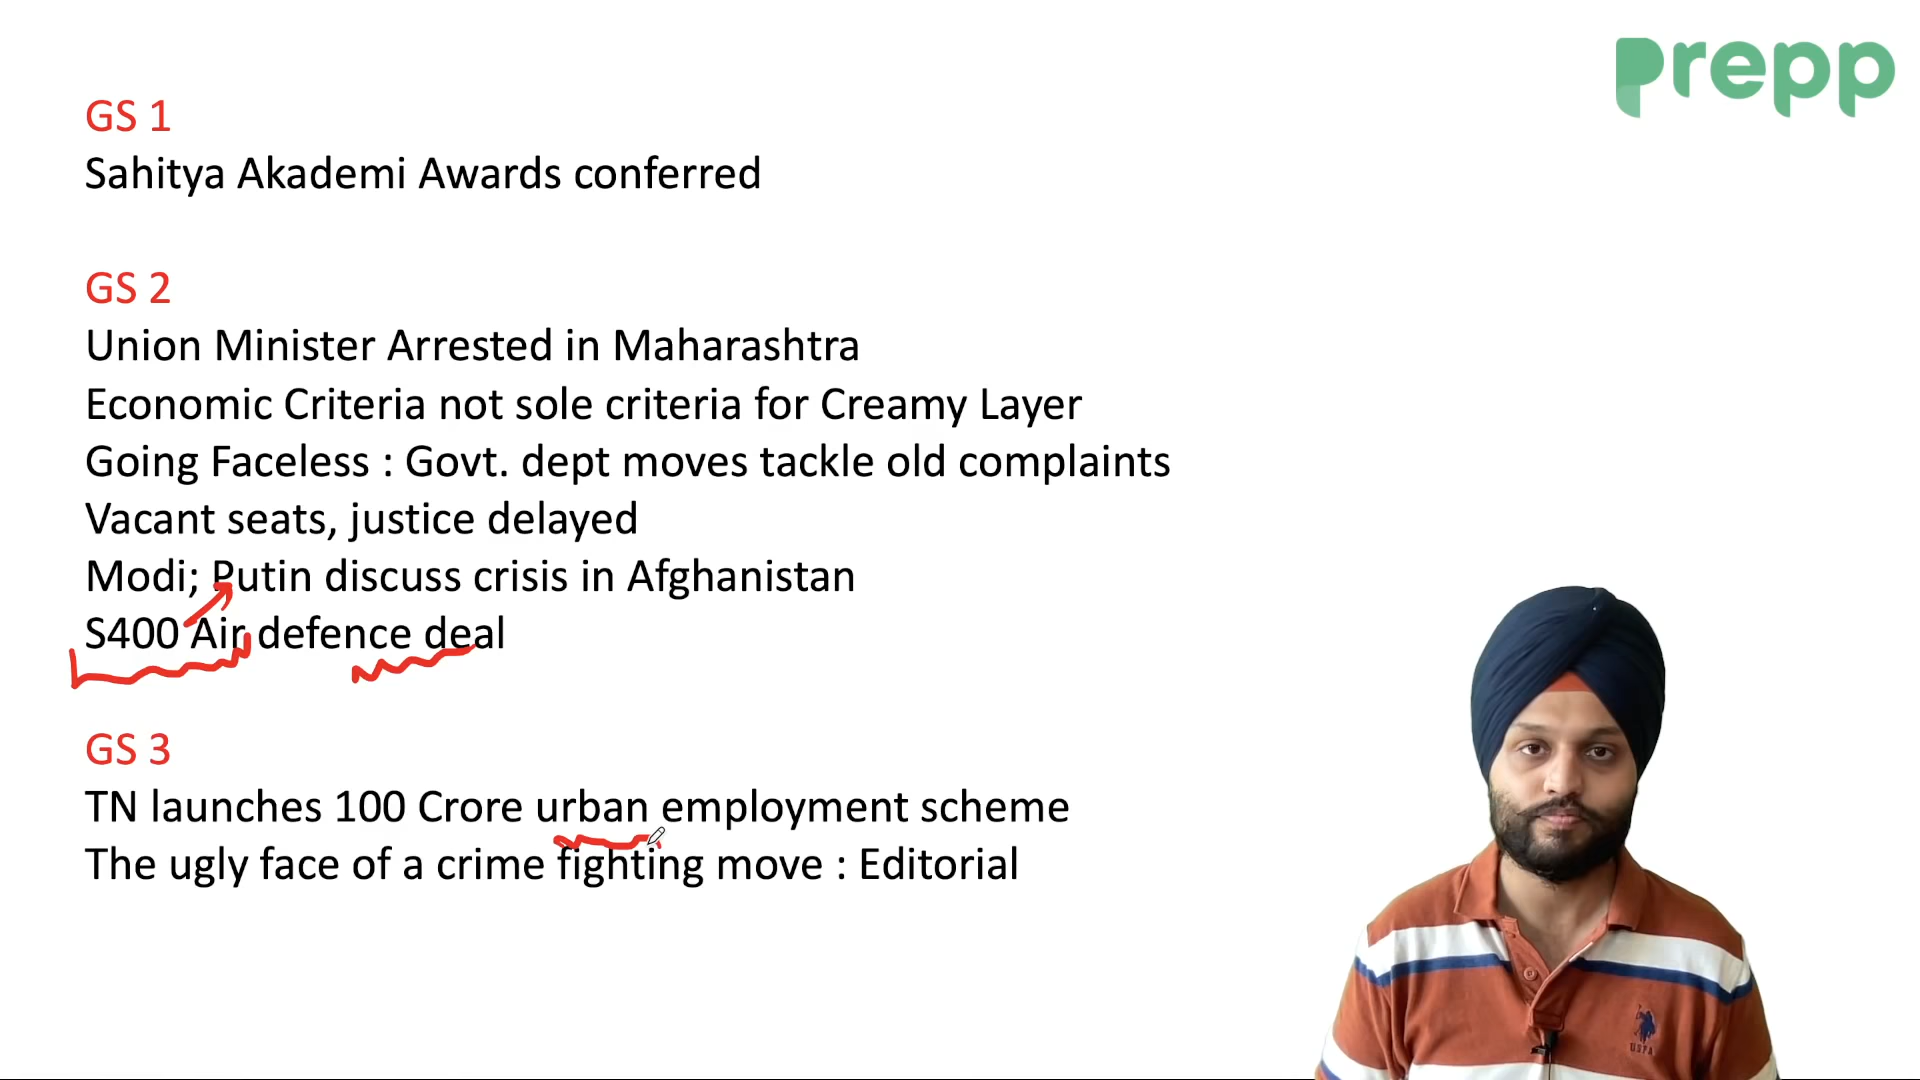 prepp
GS 1
Sahitya Akademi Awards conferred
GS 2
Union Minister Arrested in Maharashtra
Economic Criteria not sole criteria for Creamy Layer
Going Faceless : Govt. dept moves tackle old complaints
Vacant seats, justice delayed
Modi; Putin discuss crisis in Afghanistan
S400 Air defence deal
GS 3
TN launches 100 Crore urban employment scheme
The ugly face of a crime fighting move : Editorial
USPA